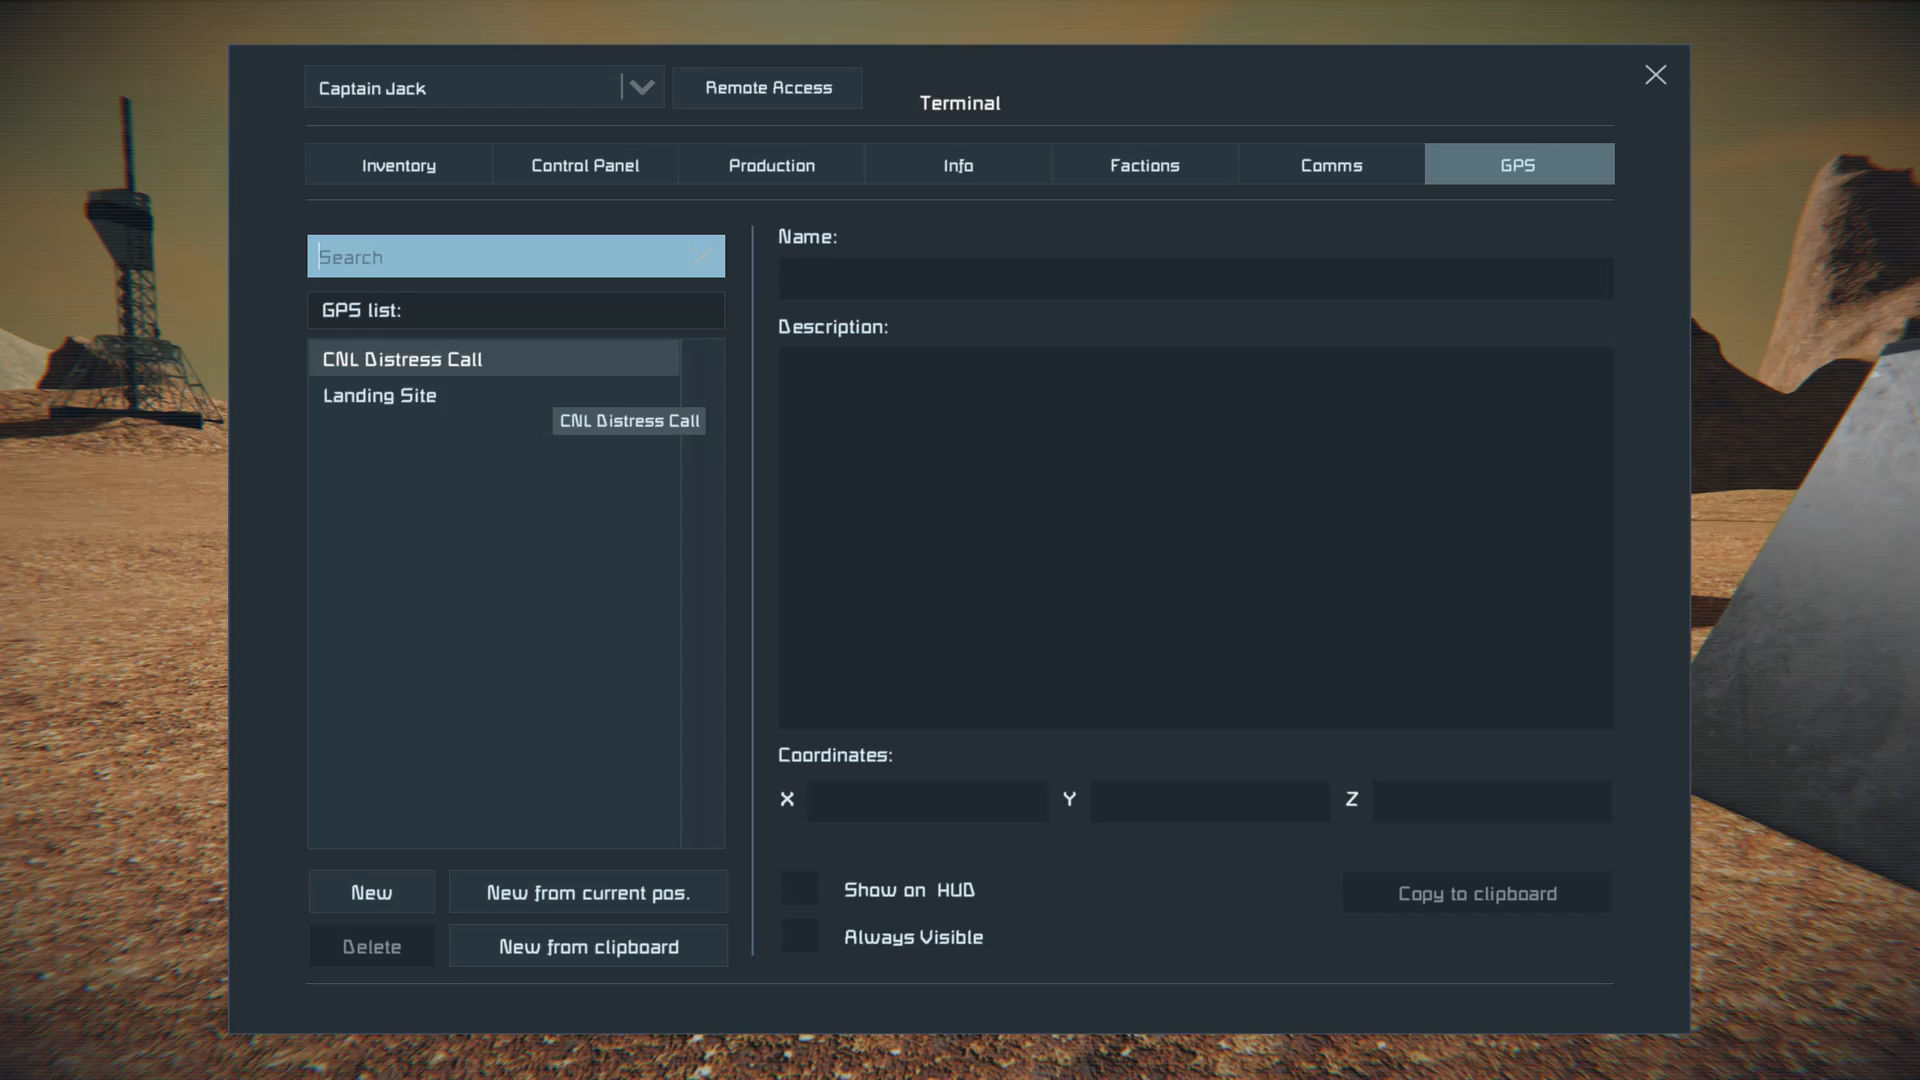 Captain Jack
Remote Access
Terminal
Inventory
Control Panel
Production
Info
Factions
Comms
GPS
Search
GPS list:
CNL Distress Call
Landing Site
CNL Distress Call
New
New from current pos.
Delete
New from clipboard
Name:
Description:
Coordinates:
X
Y
Z
Show on HUD
Always Visible
Copy to clipboard